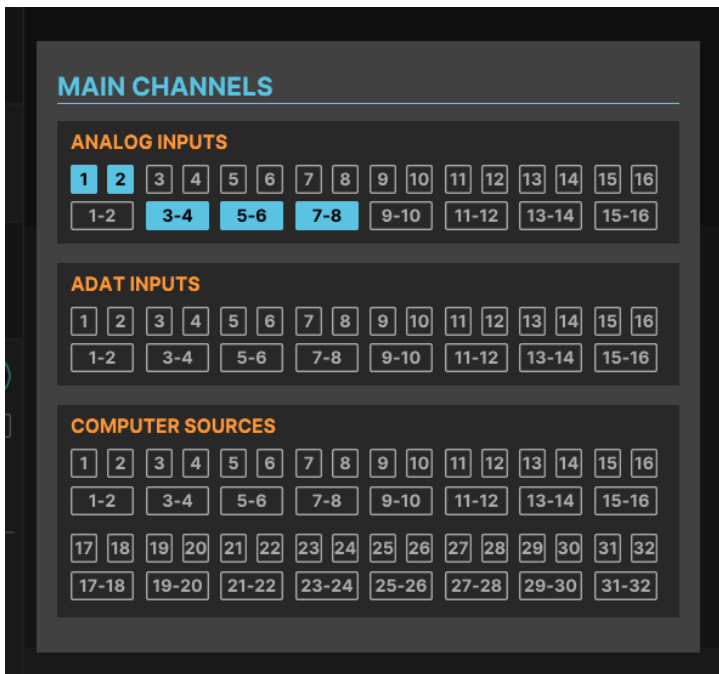 MAIN CHANNELS
ANALOG INPUTS
1 2 3 4 5 6 7 8 9 10 11 12 13 14 15 16
1-2 3-4 5-6 7-8 9-10 11-12 13-14 15-16
ADAT INPUTS
1 2 3 4 5 6 7 8 9 10 11 12 13 14 15 16
1-2 3-4 5-6 7-8 9-10 11-12 13-14 15-16
COMPUTER SOURCES
1 2 3 4 5 6 7 8 9 10 11 12 13 14 15 16
1-2 3-4 5-6 7-8 9-10 11-12 13-14 15-16
17 18 19 20 21 22 23 24 25 26 27 28 29 30 31 32
17-18 19-20 21-22 23-24 25-26 27-28 29-30 31-32